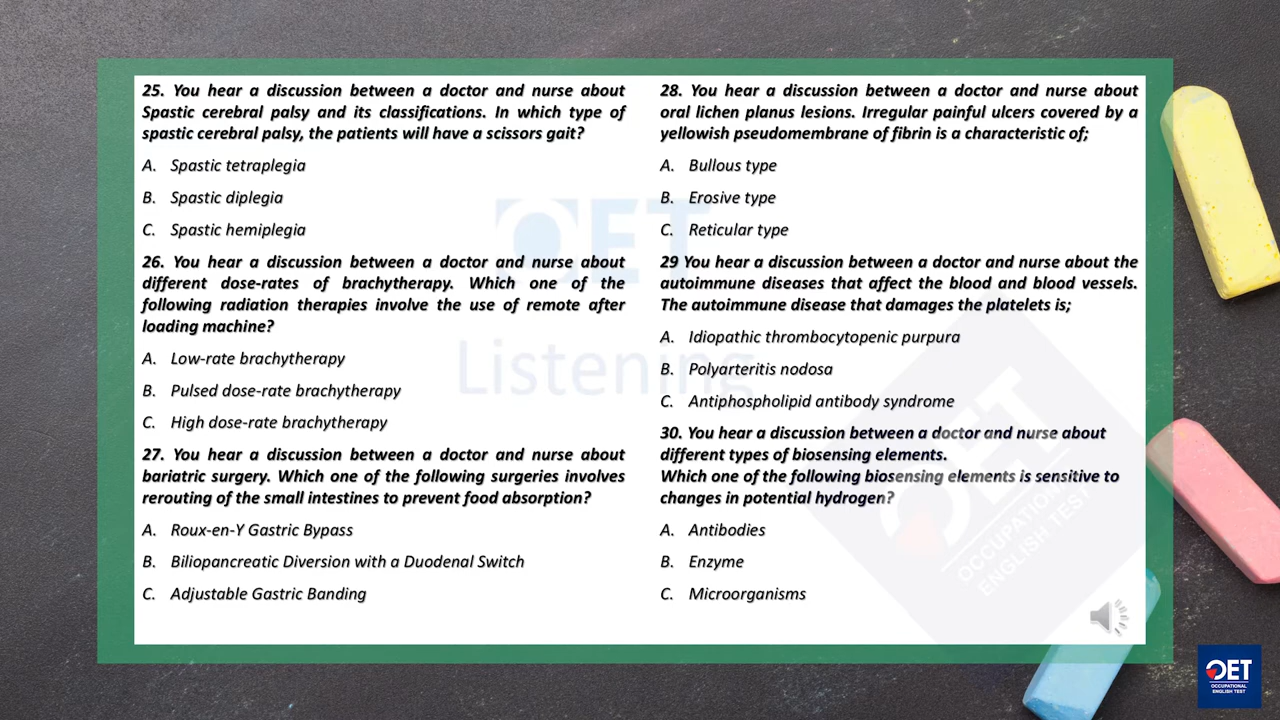 25. You hear a discussion between a doctor and nurse about
Spastic cerebral palsy and its classifications. In which type of
spastic cerebral palsy, the patients will have a scissors gait?
A. Spastic tetraplegia
B. Spastic diplegia
C. Spastic hemiplegia
26. You hear a discussion between a doctor and nurse about
different dose-rates of brachytherapy. Which one of the
following radiation therapies involve the use of remote after
loading machine?
A. Low-rate brachytherapy
B. Pulsed dose-rate brachytherapy
C. High dose-rate brachytherapy
27. You hear a discussion between a doctor and nurse about
bariatric surgery. Which one of the following surgeries involves
rerouting of the small intestines to prevent food absorption?
A. Roux-en-Y Gastric Bypass
B. Biliopancreatic Diversion with a Duodenal Switch
C. Adjustable Gastric Banding
28. You hear a discussion between a doctor and nurse about
oral lichen planus lesions. Irregular painful ulcers covered by a
yellowish pseudomembrane of fibrin is a characteristic of;
A. Bullous type
B. Erosive type
C. Reticular type
29 You hear a discussion between a doctor and nurse about the
autoimmune diseases that affect the blood and blood vessels.
The autoimmune disease that damages the platelets is;
A. Idiopathic thrombocytopenic purpura
B. Polyarteritis nodosa
C. Antiphospholipid antibody syndrome
30. You hear a discussion between a doctor and nurse about
different types of biosensing elements.
Which one of the following biosensing elements is sensitive to
changes in potential hydrogen?
A. Antibodies
B. Enzyme
C. Microorganisms
OET
Listening
OET
OCCUPATIONAL
ENGLISH TEST
OET
OCCUPATIONAL
ENGLISH TEST